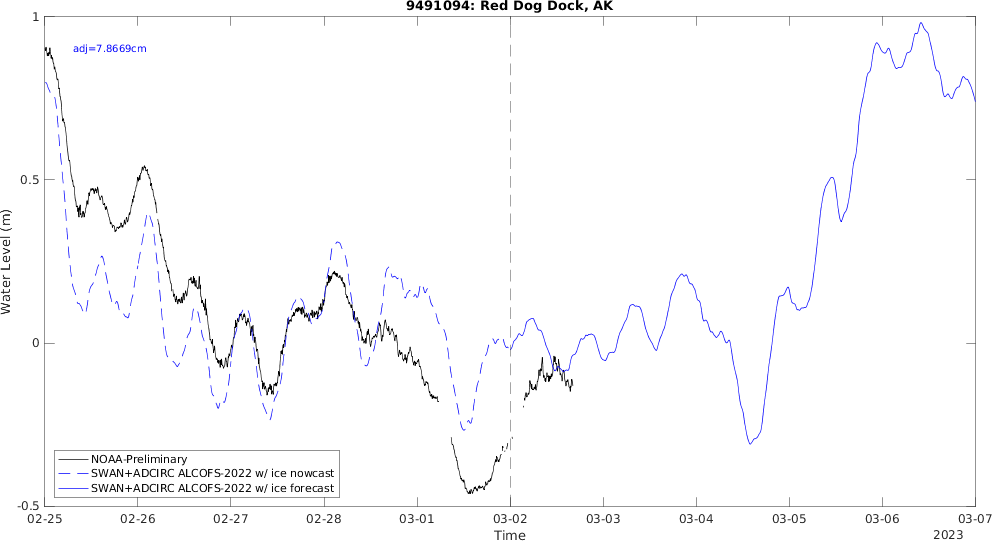 9491094: Red Dog Dock, AK
adj=7.8669cm
Water Level (m)
1
0.5
0
-0.5
NOAA-Preliminary
SWAN+ADCIRC ALCOFS-2022 w/ ice nowcast
SWAN+ADCIRC ALCOFS-2022 w/ ice forecast
02-25 02-26 02-27 02-28 03-01 03-02 03-03 03-04 03-05 03-06 03-07
Time
2023